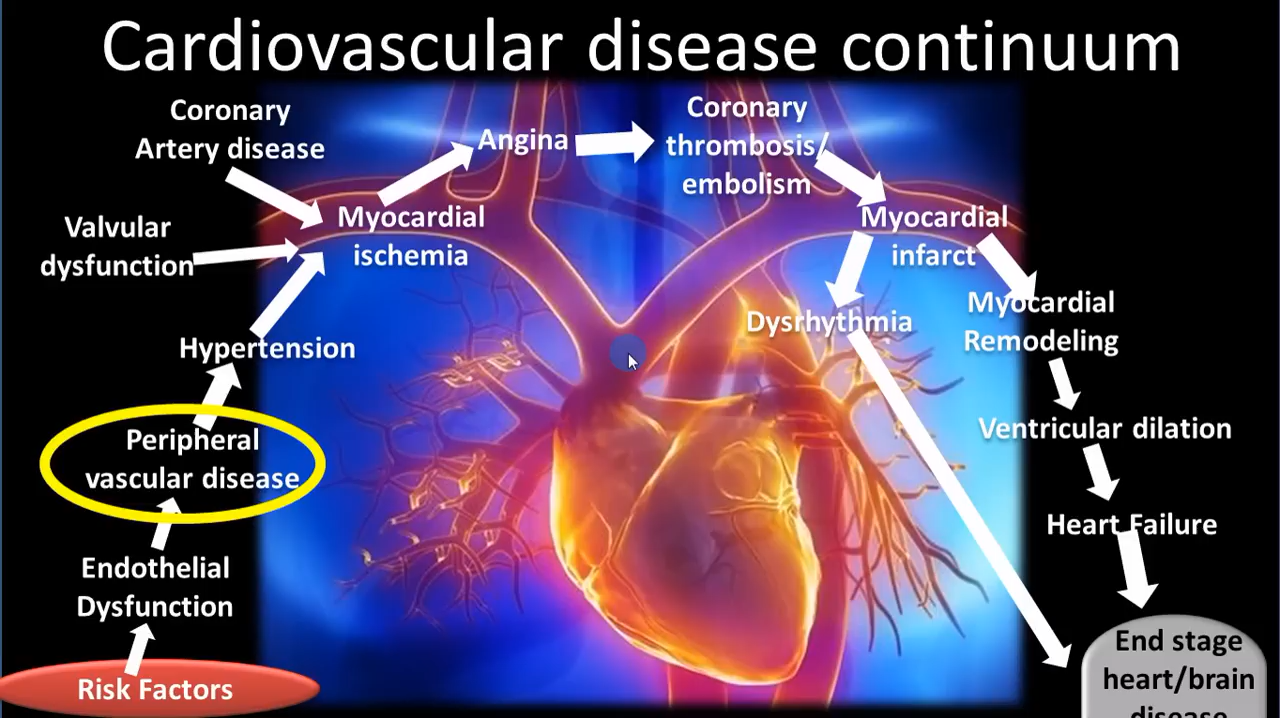 Cardiovascular disease continuum
Coronary
Artery disease
Valvular
dysfunction
Hypertension
Peripheral
vascular disease
Endothelial
Dysfunction
Risk Factors
Myocardial
ischemia
Angina
Coronary
thrombosis/
embolism
Myocardial
infarct
Dysrhythmia
Myocardial
Remodeling
Ventricular dilation
Heart Failure
End stage
heart/brain
disease